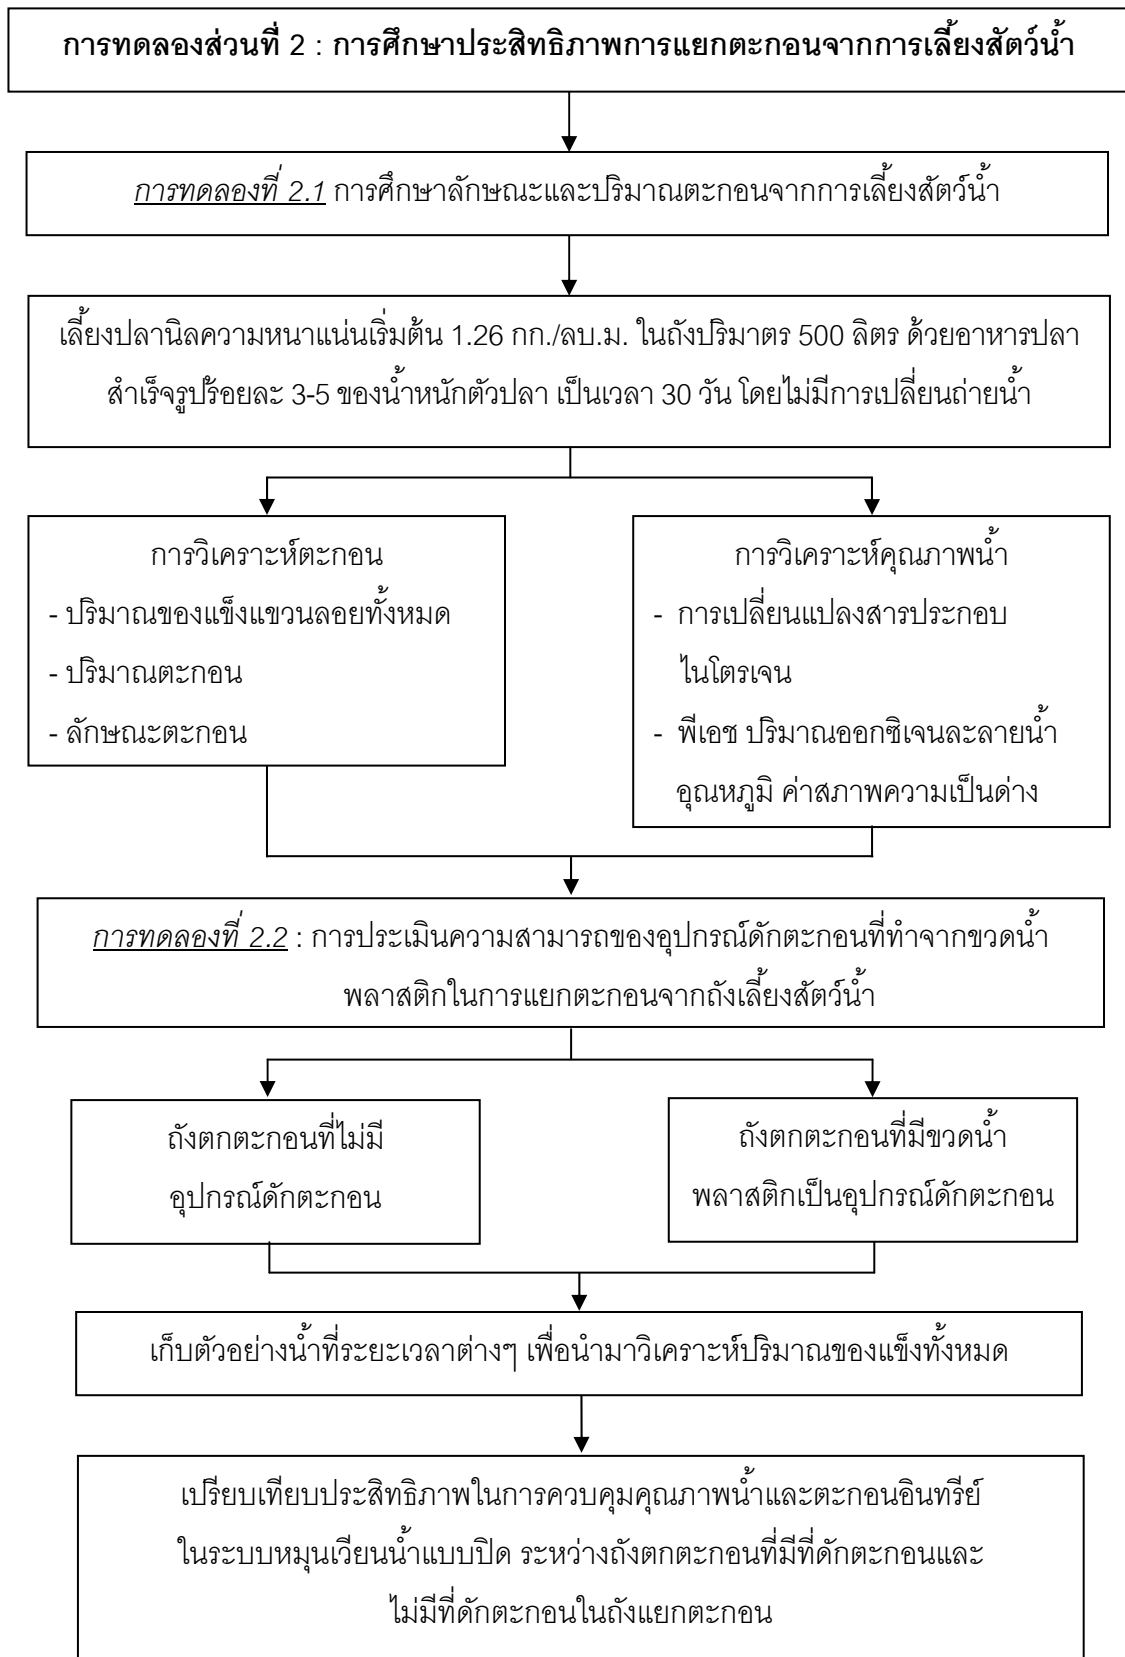 การทดลองส่วนที่ 2 : การศึกษาประสิทธิภาพการแยกตะกอนจากการเลี้ยงสัตว์น้ำ
การทดลองที่ 2.1 การศึกษาลักษณะและปริมาณตะกอนจากการเลี้ยงสัตว์น้ำ
เลี้ยงปลานิลความหนาแน่นเริ่มต้น 1.26 กก./ลบ.ม. ในถังปริมาตร 500 ลิตร ด้วยอาหารปลา
สำเร็จรูปร้อยละ 3-5 ของน้ำหนักตัวปลา เป็นเวลา 30 วัน โดยไม่มีการเปลี่ยนถ่ายน้ำ
การวิเคราะห์ตะกอน
- ปริมาณของแข็งแขวนลอยทั้งหมด
- ปริมาณตะกอน
- ลักษณะตะกอน
การวิเคราะห์คุณภาพน้ำ
- การเปลี่ยนแปลงสารประกอบ
ไนโตรเจน
- พีเอช ปริมาณออกซิเจนละลายน้ำ
อุณหภูมิ ค่าสภาพความเป็นด่าง
การทดลองที่ 2.2 : การประเมินความสามารถของอุปกรณ์ดักตะกอนที่ทำจากขวดน้ำ
พลาสติกในการแยกตะกอนจากถังเลี้ยงสัตว์น้ำ
ถังตกตะกอนที่ไม่มี
อุปกรณ์ดักตะกอน
ถังตกตะกอนที่มีขวดน้ำ
พลาสติกเป็นอุปกรณ์ดักตะกอน
เก็บตัวอย่างน้ำที่ระยะเวลาต่างๆ เพื่อนำมาวิเคราะห์ปริมาณของแข็งทั้งหมด
เปรียบเทียบประสิทธิภาพในการควบคุมคุณภาพน้ำและตะกอนอินทรีย์
ในระบบหมุนเวียนน้ำแบบปิด ระหว่างถังตกตะกอนที่มีที่ดักตะกอนและ
ไม่มีที่ดักตะกอนในถังแยกตะกอน